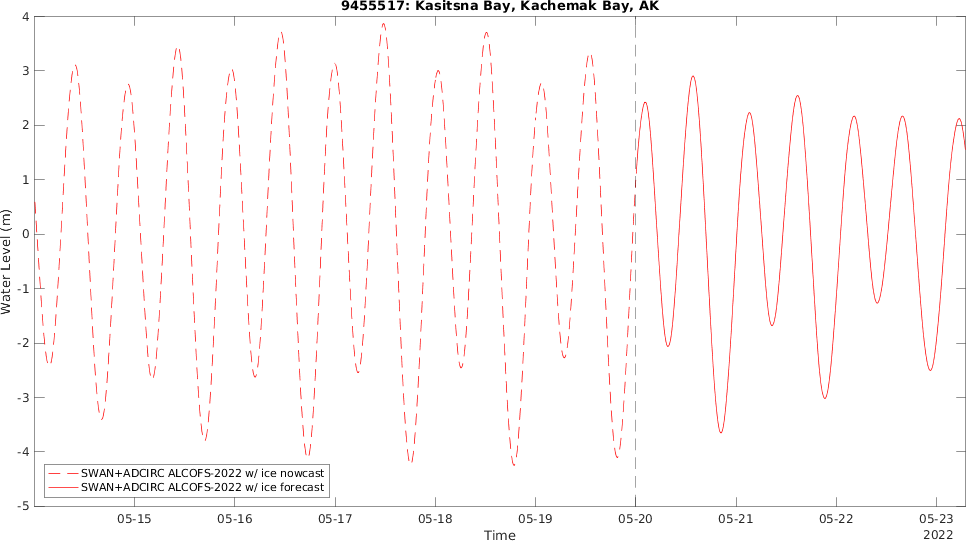 9455517: Kasitsna Bay, Kachemak Bay, AK
4
3
2
1
0
-1
-2
-3
-4
-5
Water Level (m)
SWAN+ADCIRC ALCOFS-2022 w/ ice nowcast
SWAN+ADCIRC ALCOFS-2022 w/ ice forecast
05-15 05-16 05-17 05-18 05-19 05-20 05-21 05-22 05-23
Time
2022